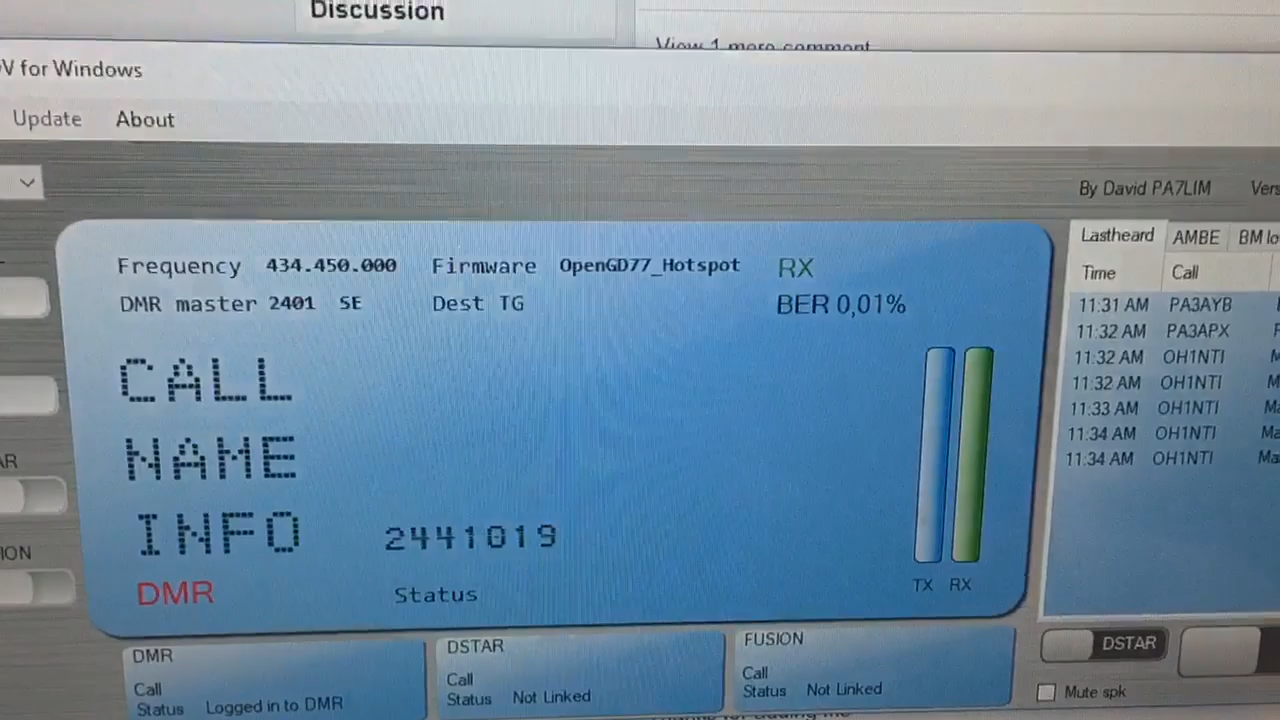 Discussion
View 1 more comment
V for Windows
Update About
By David PA7LIM
Frequency 434.450.000 Firmware OpenGD77_Hotspot RX
DMR master 2401 SE Dest TG BER 0,01%
CALL
NAME
INFO 2441019
DMR Status
TX RX
Lastheard AMBE BM lo
Time Call
11:31 AM PA3AYB
11:32 AM PA3APX
11:32 AM OH1NTI
11:32 AM OH1NTI
11:33 AM OH1NTI
11:34 AM OH1NTI
11:34 AM OH1NTI
DMR
Call
Status Logged in to DMR
DSTAR
Call
Status Not Linked
FUSION
Call
Status Not Linked
DSTAR
Mute spk